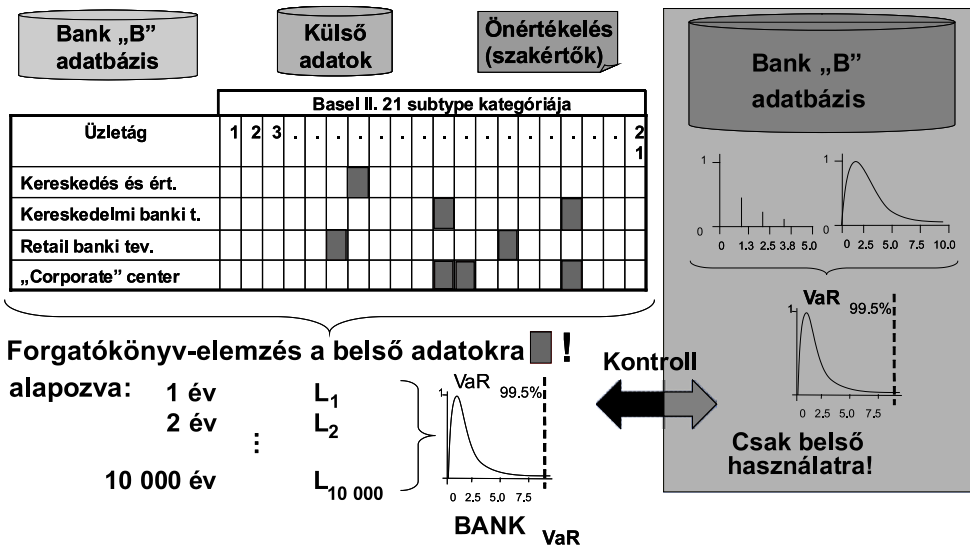 Bank „B”
adatbázis
Külső
adatok
Önértékelés
(szakértők)
Basel II. 21 subtype kategóriája
Üzletág 1 2 3 . . . . . . . . . . . . . . . . 2
1
Kereskedés és ért.
Kereskedelmi banki t.
Retail banki tev.
„Corporate” center
Forgatókönyv-elemzés a belső adatokra !
alapozva:
1 év L1
2 év L2
⋮
10 000 év L10 000
VaR 99.5%
1
0 2.5 5,0 7.5
BANK VaR
Kontroll
Bank „B”
adatbázis
1
0
0 1.3 2.5 3.8 5.0
1
0
0 2.5 5.0 7.5 10.0
VaR
99.5%
1
0 2.5 5,0 7.5
Csak belső
használatra!